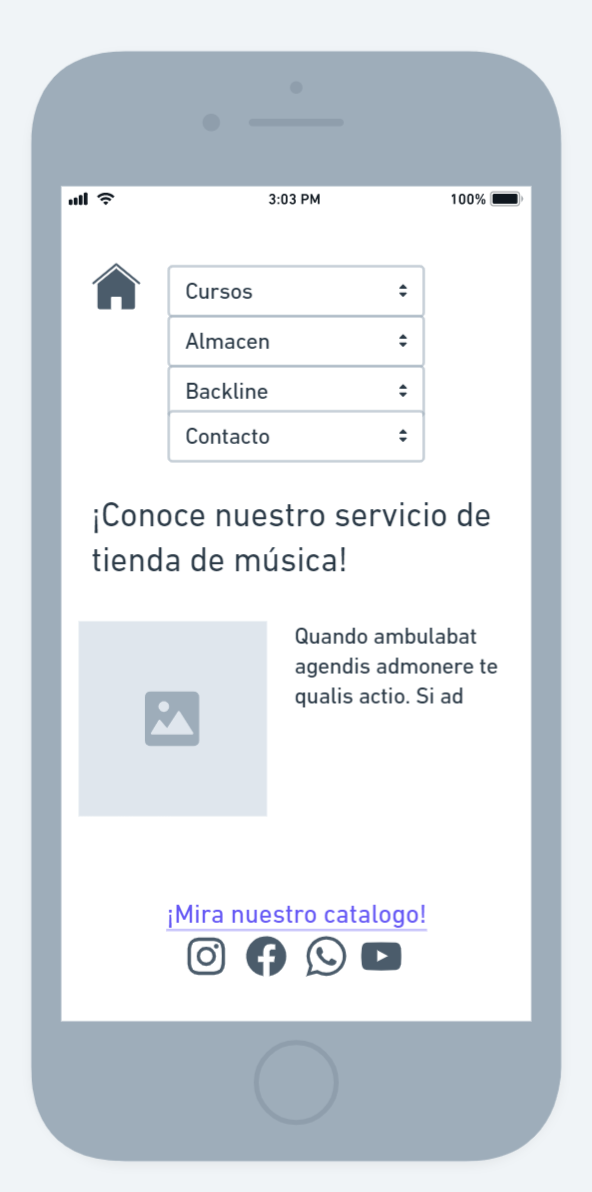 3:03 PM
100%
Cursos
Almacen
Backline
Contacto
¡Conoce nuestro servicio de
tienda de música!
Quando ambulabat
agendis admonere te
qualis actio. Si ad
¡Mira nuestro catalogo!